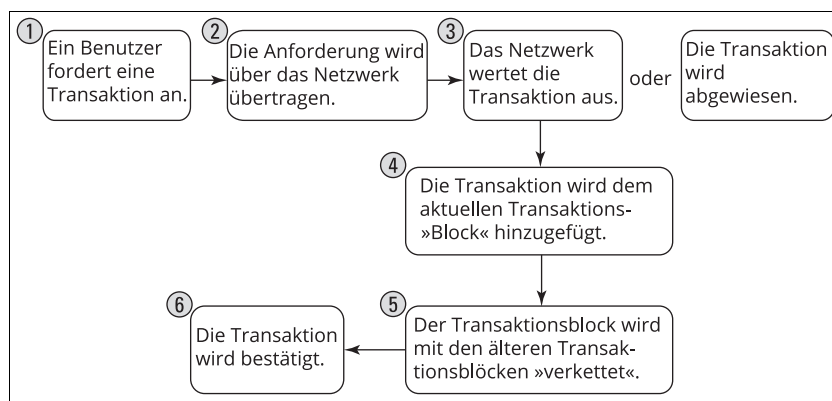 1
Ein Benutzer
fordert eine
Transaktion an.
2
Die Anforderung wird
über das Netzwerk
übertragen.
3
Das Netzwerk
wertet die
Transaktion aus.
oder
Die Transaktion
wird
abgewiesen.
4
Die Transaktion wird dem
aktuellen Transaktions-
»Block« hinzugefügt.
5
Der Transaktionsblock wird
mit den älteren Transak-
tionsblöcken »verkettet«.
6
Die Transaktion
wird bestätigt.